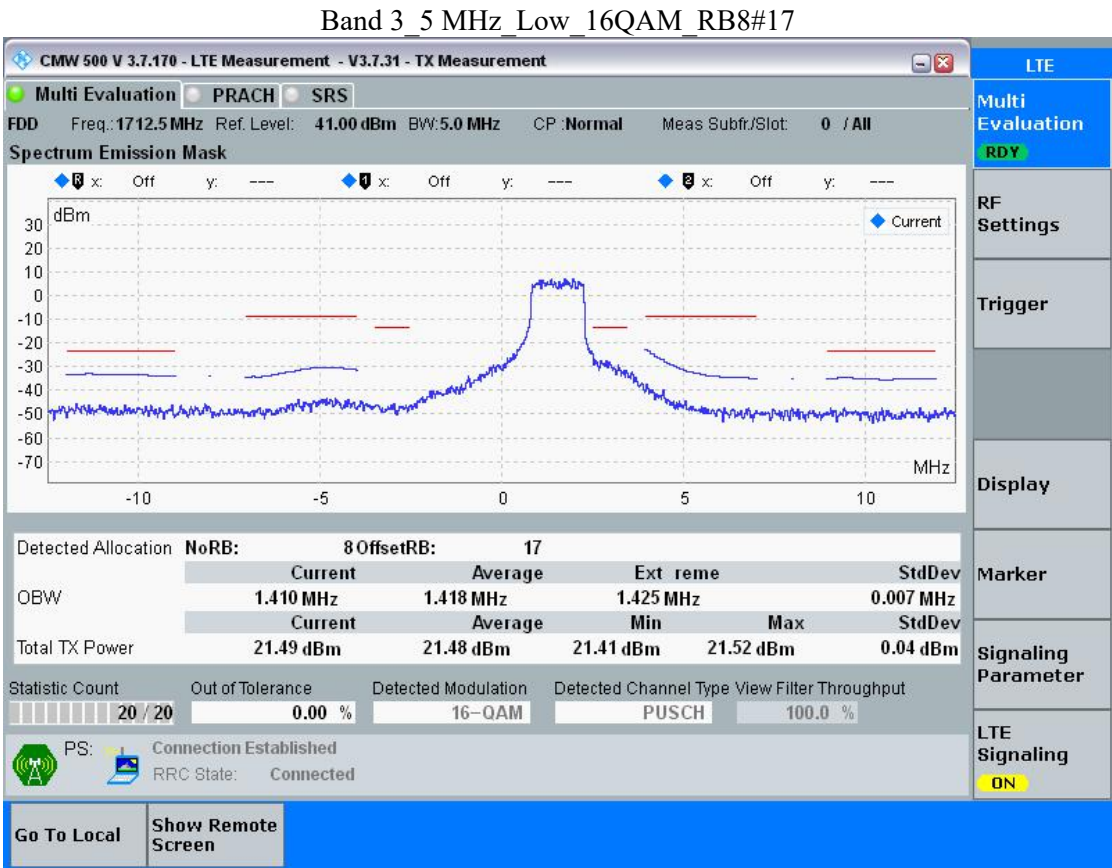 Band 3_5 MHz_Low_16QAM_RB8#17
CMW 500 V 3.7.170 - LTE Measurement - V3.7.31 - TX Measurement
LTE
Multi Evaluation PRACH SRS
Multi Evaluation RDY
FDD Freq.: 1712.5 MHz Ref. Level: 41.00 dBm BW: 5.0 MHz CP : Normal Meas Subfr./Slot: 0 / All
Spectrum Emission Mask
R x: Off y: --- 1 x: Off y: --- 2 x: Off y: ---
dBm
Current
30
20
10
0
-10
-20
-30
-40
-50
-60
-70
MHz
-10 -5 0 5 10
RF Settings
Trigger
Display
Marker
Signaling Parameter
LTE Signaling ON
Detected Allocation NoRB: 8 OffsetRB: 17
Current Average Ext reme StdDev
OBW 1.410 MHz 1.418 MHz 1.425 MHz 0.007 MHz
Current Average Min Max StdDev
Total TX Power 21.49 dBm 21.48 dBm 21.41 dBm 21.52 dBm 0.04 dBm
Statistic Count Out of Tolerance Detected Modulation Detected Channel Type View Filter Throughput
20 / 20 0.00 % 16-QAM PUSCH 100.0 %
PS: Connection Established
RRC State: Connected
Go To Local Show Remote Screen